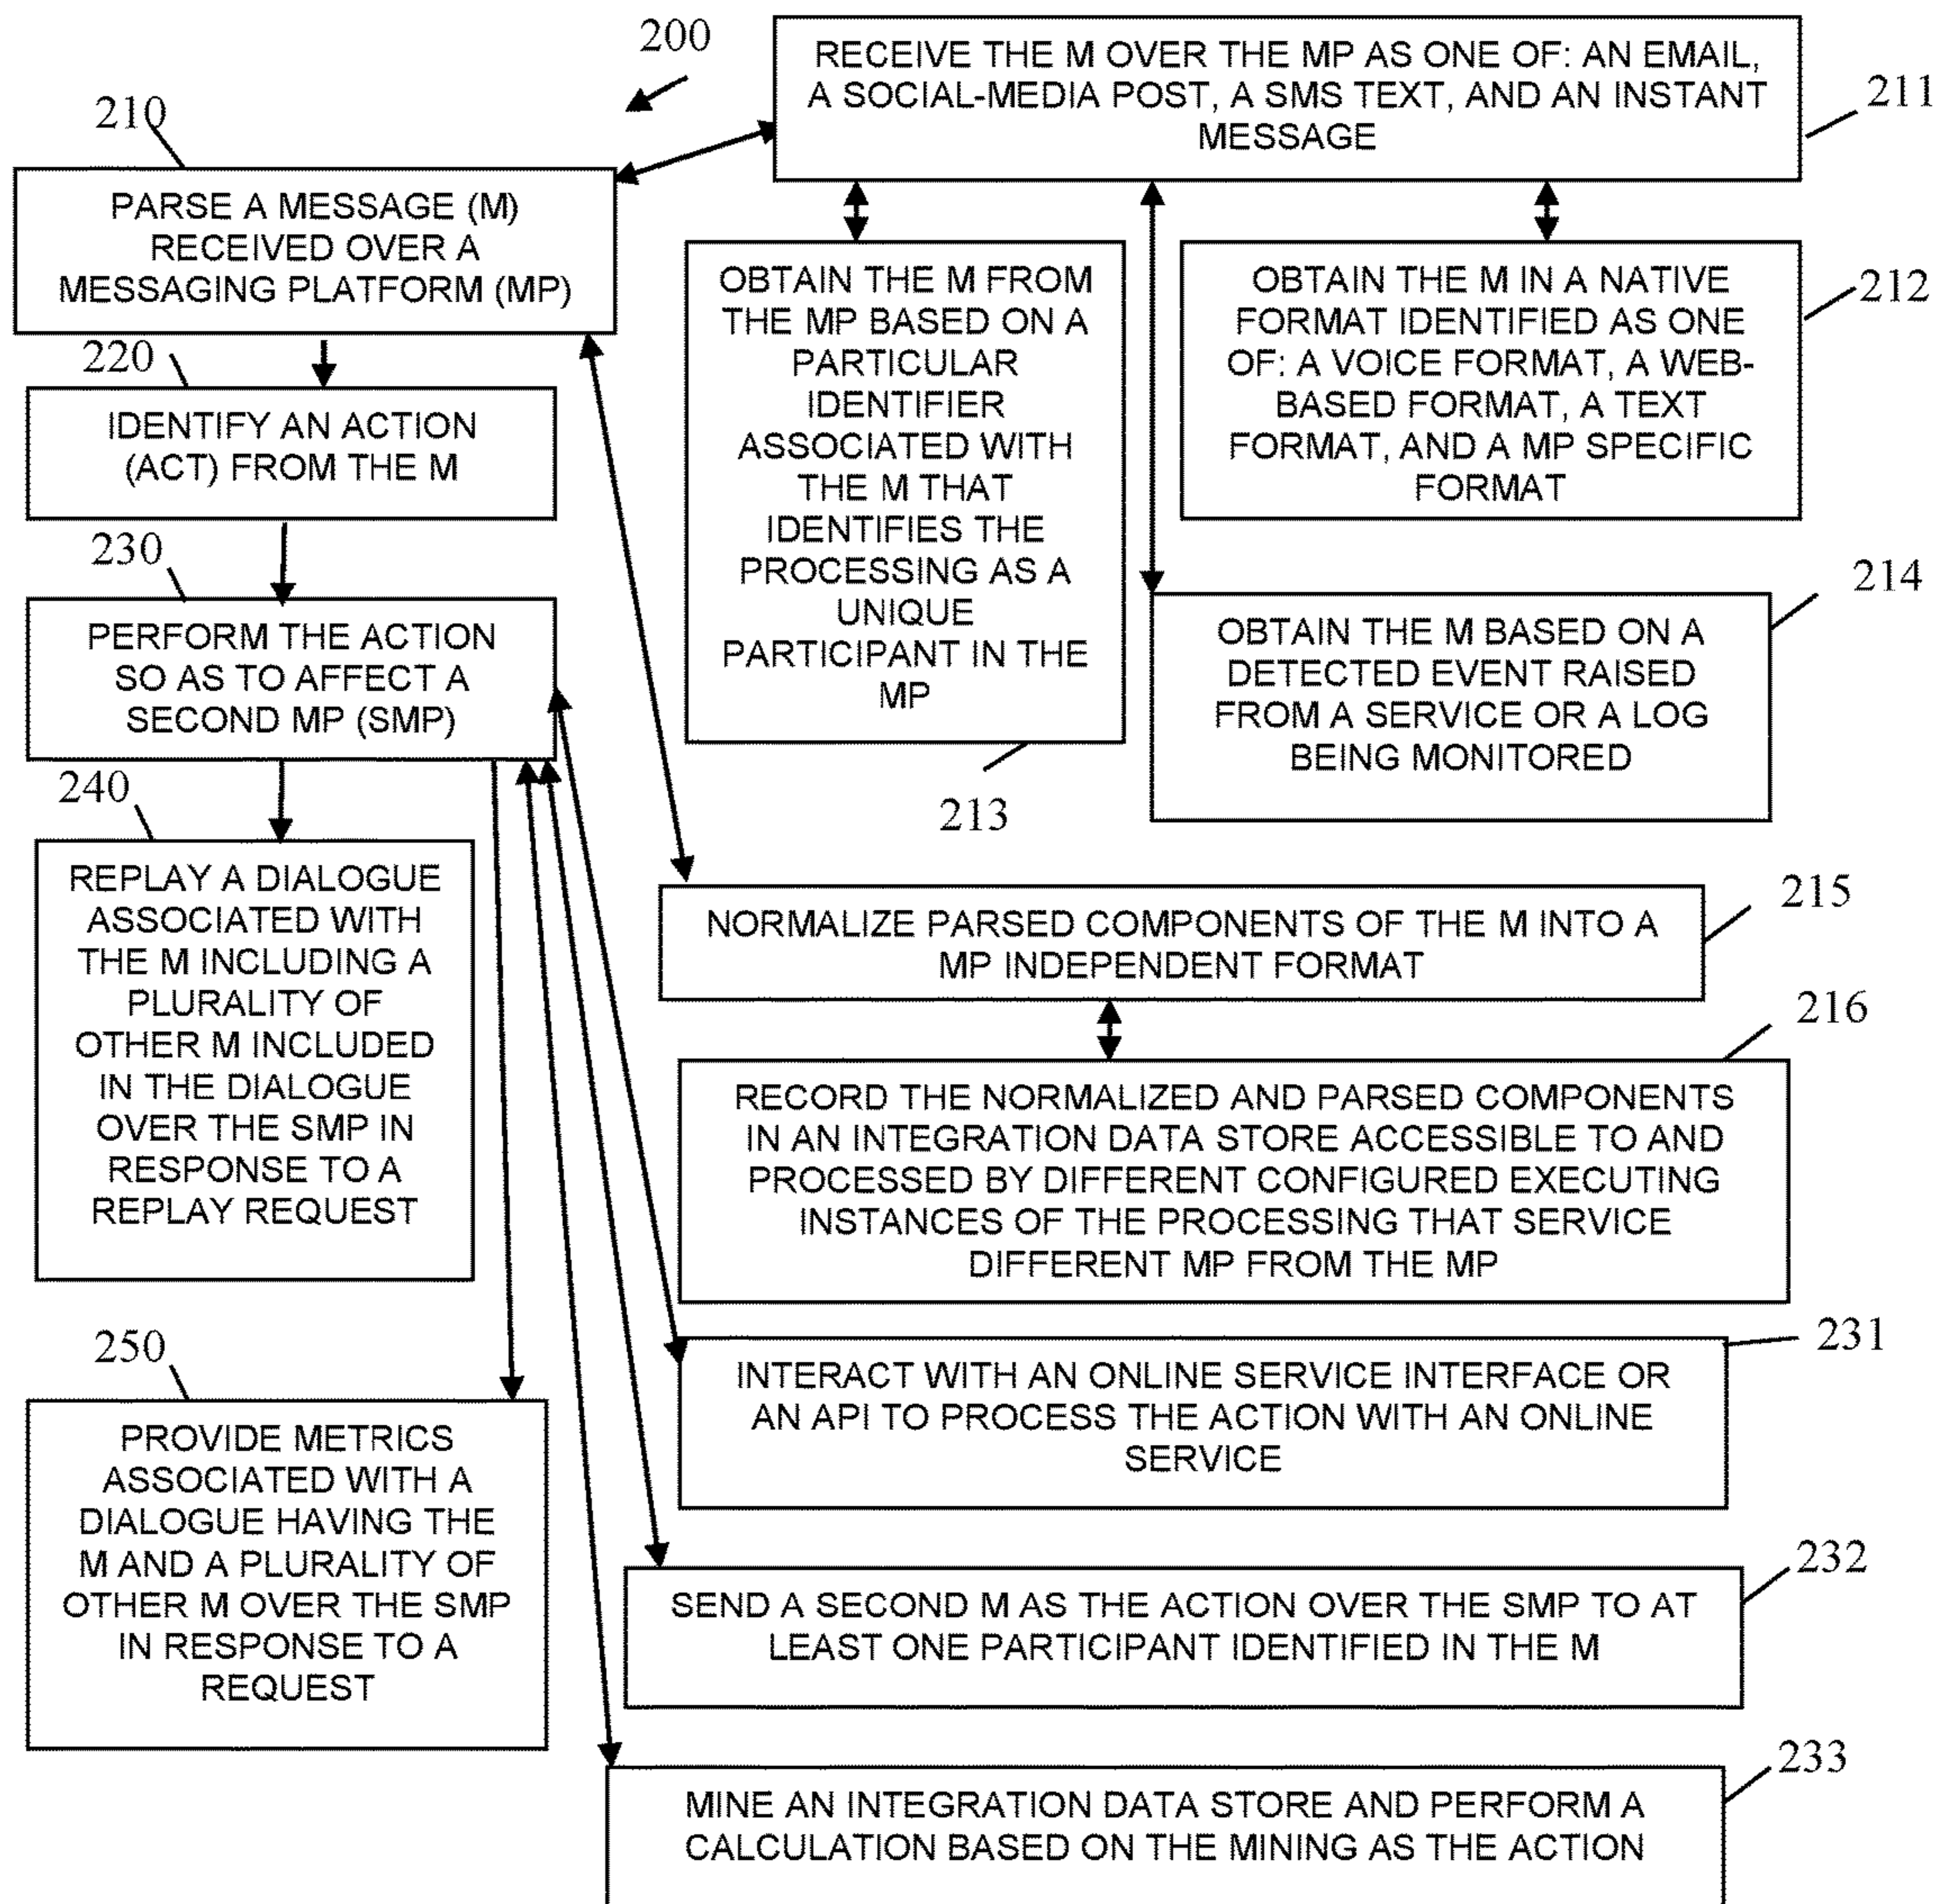 200
RECEIVE THE M OVER THE MP AS ONE OF: AN EMAIL,
A SOCIAL-MEDIA POST, A SMS TEXT, AND AN INSTANT
MESSAGE
211
210
PARSE A MESSAGE (M)
RECEIVED OVER A
MESSAGING PLATFORM (MP)
220
IDENTIFY AN ACTION
(ACT) FROM THE M
230
PERFORM THE ACTION
SO AS TO AFFECT A
SECOND MP (SMP)
OBTAIN THE M FROM
THE MP BASED ON A
PARTICULAR
IDENTIFIER
ASSOCIATED WITH
THE M THAT
IDENTIFIES THE
PROCESSING AS A
UNIQUE
PARTICIPANT IN THE
MP
213
OBTAIN THE M IN A NATIVE
FORMAT IDENTIFIED AS ONE
OF: A VOICE FORMAT, A WEB-
BASED FORMAT, A TEXT
FORMAT, AND A MP SPECIFIC
FORMAT
212
214
OBTAIN THE M BASED ON A
DETECTED EVENT RAISED
FROM A SERVICE OR A LOG
BEING MONITORED
240
REPLAY A DIALOGUE
ASSOCIATED WITH
THE M INCLUDING A
PLURALITY OF
OTHER M INCLUDED
IN THE DIALOGUE
OVER THE SMP IN
RESPONSE TO A
REPLAY REQUEST
215
NORMALIZE PARSED COMPONENTS OF THE M INTO A
MP INDEPENDENT FORMAT
216
RECORD THE NORMALIZED AND PARSED COMPONENTS
IN AN INTEGRATION DATA STORE ACCESSIBLE TO AND
PROCESSED BY DIFFERENT CONFIGURED EXECUTING
INSTANCES OF THE PROCESSING THAT SERVICE
DIFFERENT MP FROM THE MP
250
PROVIDE METRICS
ASSOCIATED WITH A
DIALOGUE HAVING THE
M AND A PLURALITY OF
OTHER M OVER THE SMP
IN RESPONSE TO A
REQUEST
231
INTERACT WITH AN ONLINE SERVICE INTERFACE OR
AN API TO PROCESS THE ACTION WITH AN ONLINE
SERVICE
232
SEND A SECOND M AS THE ACTION OVER THE SMP TO AT
LEAST ONE PARTICIPANT IDENTIFIED IN THE M
233
MINE AN INTEGRATION DATA STORE AND PERFORM A
CALCULATION BASED ON THE MINING AS THE ACTION